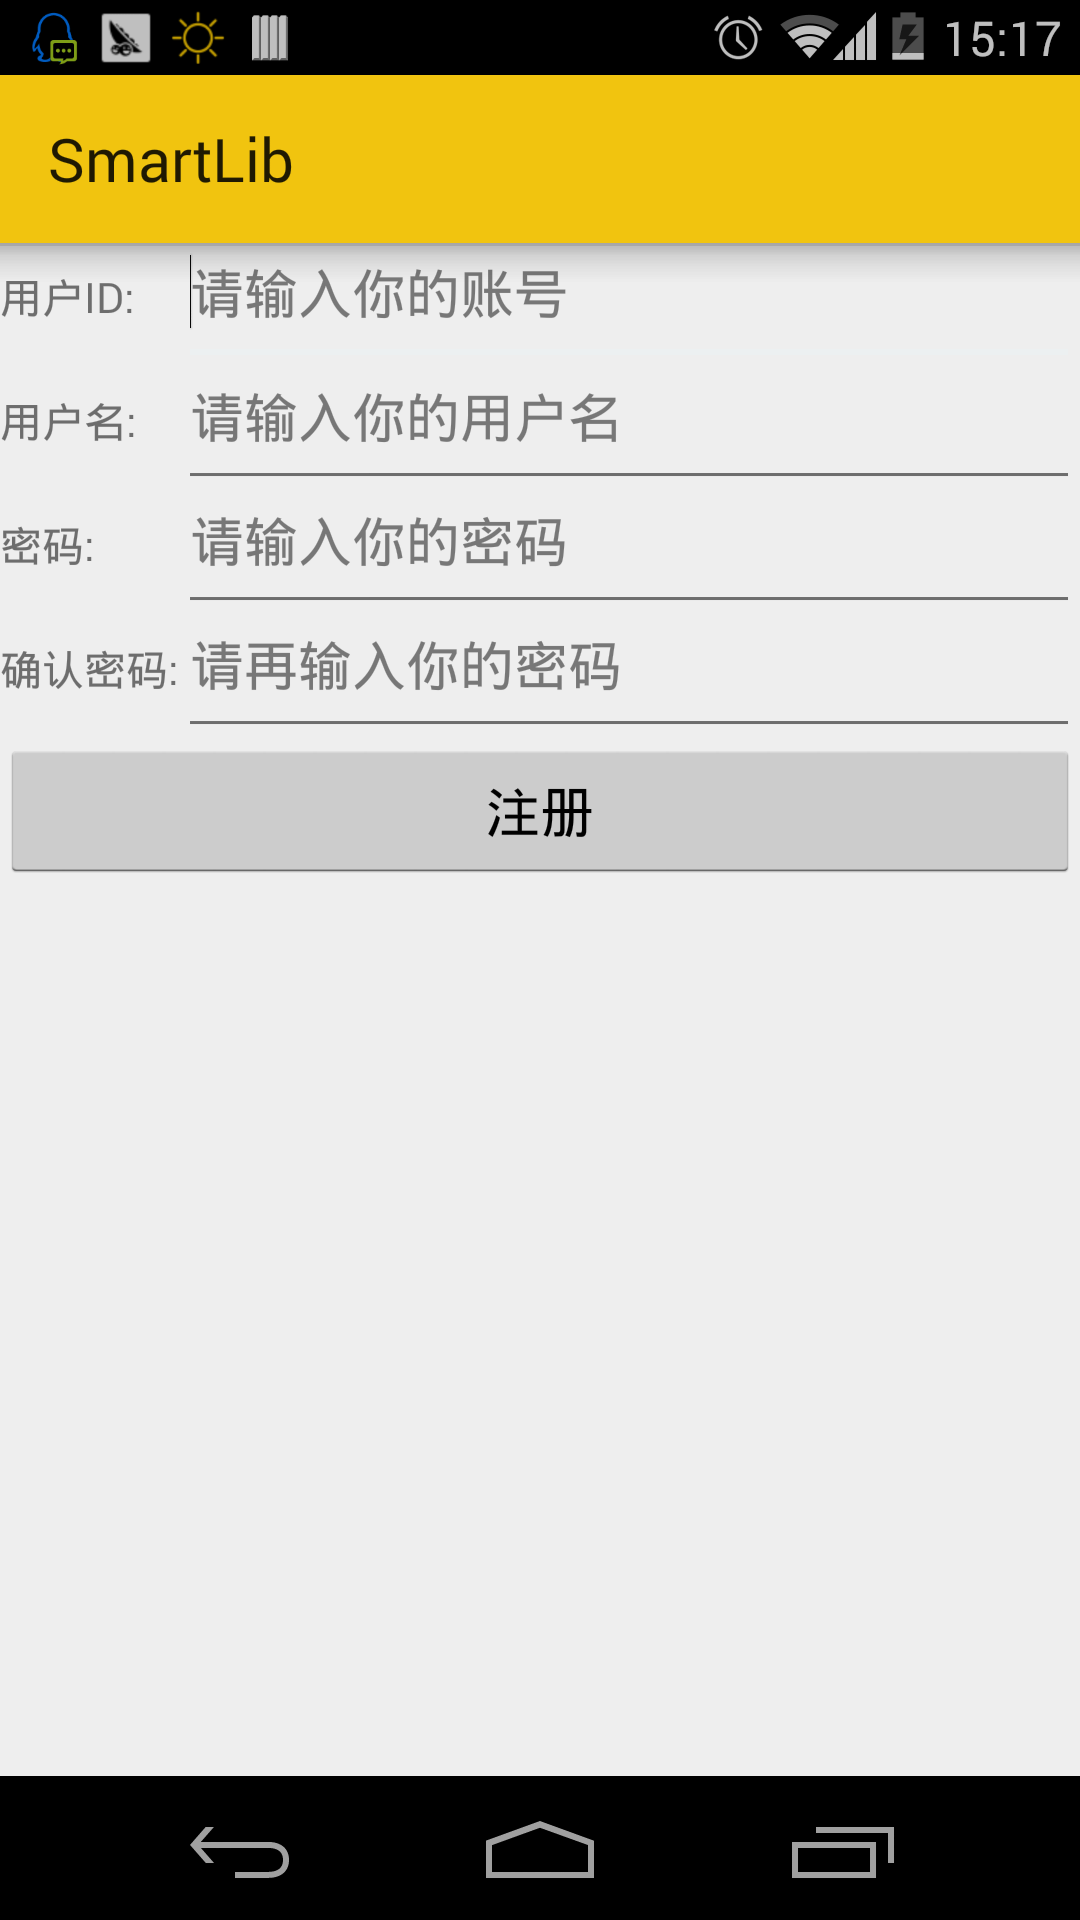 15:17
SmartLib
用户ID: 请输入你的账号
用户名: 请输入你的用户名
密码: 请输入你的密码
确认密码: 请再输入你的密码
注册